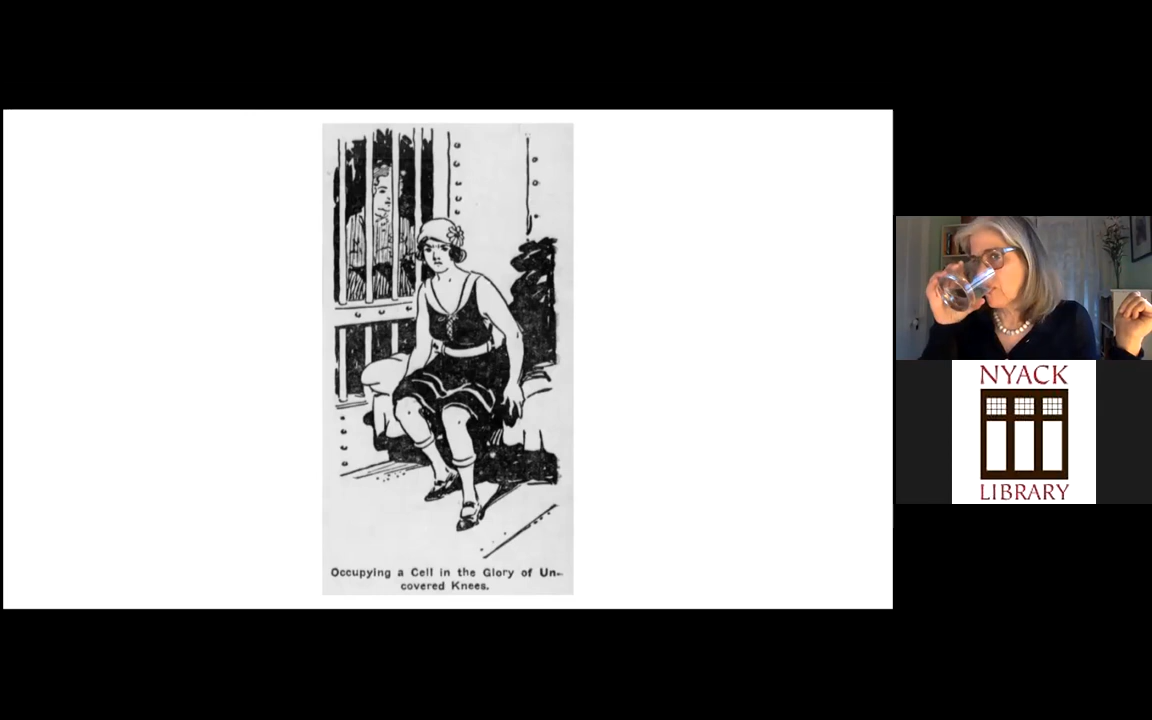 Occupying a Cell in the Glory of Un-
covered Knees.
NYACK
LIBRARY